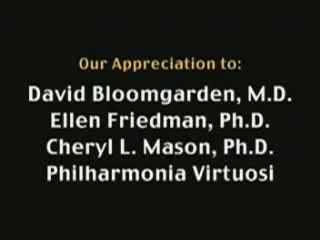 Our Appreciation to:
David Bloomgarden, M.D.
Ellen Friedman, Ph.D.
Cheryl L. Mason, Ph.D.
Philharmonia Virtuosi